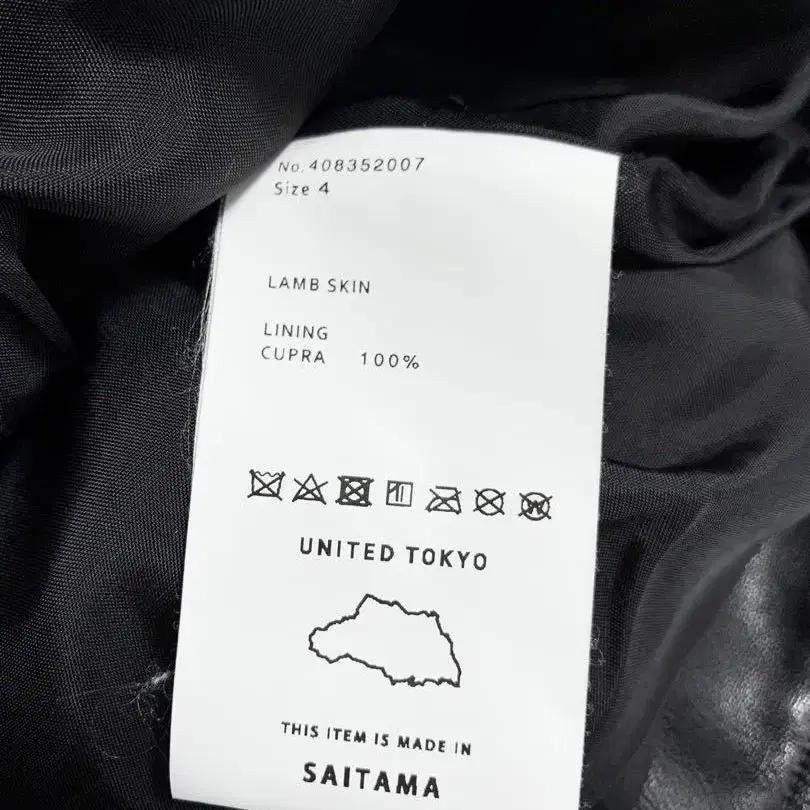 No.408352007
Size 4
LAMB SKIN
LINING
CUPRA 100%
UNITED TOKYO
THIS ITEM IS MADE IN
SAITAMA